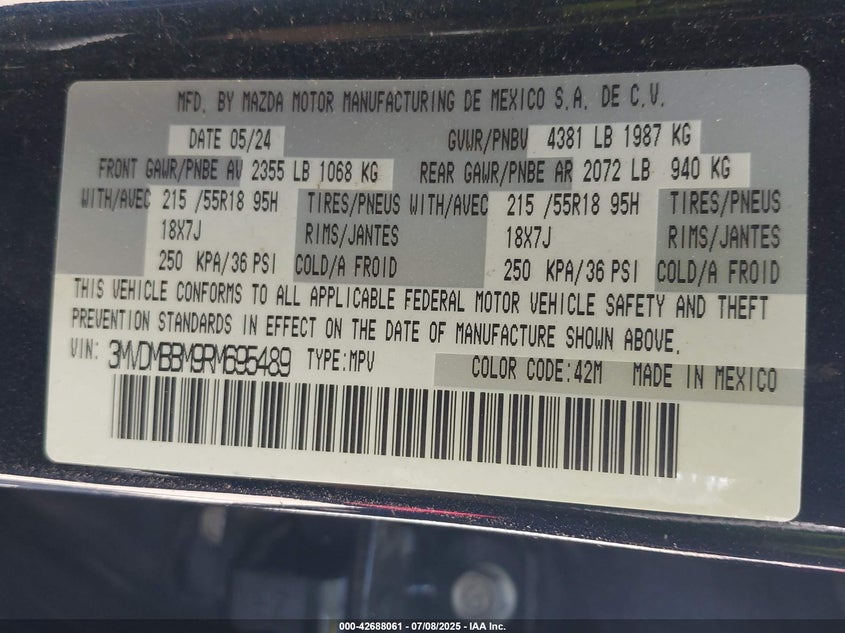 MFD. BY MAZDA MOTOR MANUFACTURING DE MEXICO S.A. DE C.V.
DATE 05/24 GVWR/PNBV 4381 LB 1987 KG
FRONT GAWR/PNBE AV 2355 LB 1068 KG REAR GAWR/PNBE AR 2072 LB 940 KG
WITH/AVEC 215 /55R18 95H TIRES/PNEUS WITH/AVEC 215 /55R18 95H TIRES/PNEUS
18X7J RIMS/JANTES 18X7J RIMS/JANTES
250 KPA/36 PSI COLD/A FROID 250 KPA/36 PSI COLD/A FROID
THIS VEHICLE CONFORMS TO ALL APPLICABLE FEDERAL MOTOR VEHICLE SAFETY AND THEFT
PREVENTION STANDARDS IN EFFECT ON THE DATE OF MANUFACTURE SHOWN ABOVE.
VIN: 3MVDMBBM9RM695489 TYPE:MPV COLOR CODE:42M MADE IN MEXICO
000-42688061 - 07/08/2025 - IAA Inc.